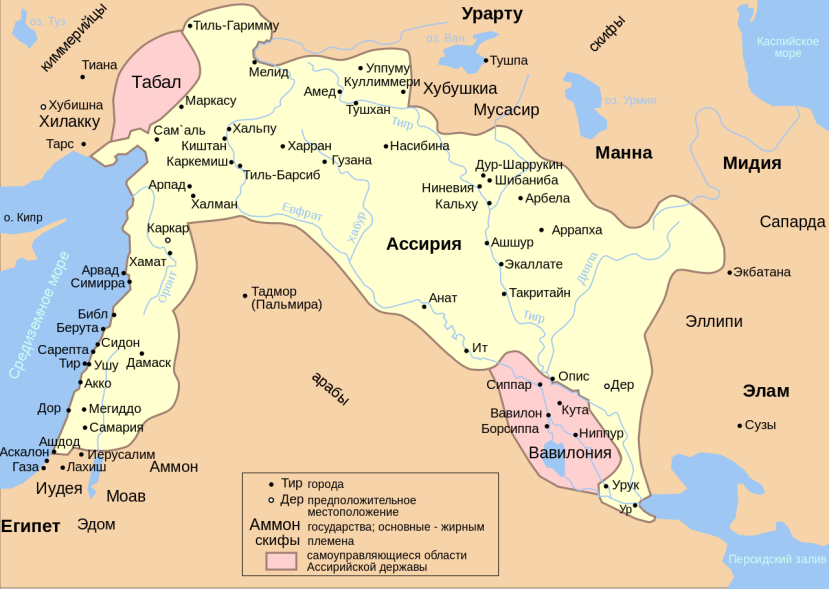 Урарту
скифы
киммерийцы
оз. Туз
Тиль-Гаримму
оз. Ван
Каспийское
море
Тиана
Табал
Мелид
Уппуму
Тушпа
Куллиммери
Хубушкиа
Амед
Хубишна
Маркасу
Тушхан
оз. Урмия
Хилакку
Мусасир
Тигр
Сам`аль
Хальпу
Тарс
Киштан
Харран
Насибина
Манна
Мидия
Каркемиш
Гузана
Дур-Шаррукин
Тиль-Барсиб
Шибаниба
Арпад
Ниневия
Халман
Кальху
Арбела
о. Кипр
Евфрат
Хабур
Сапарда
Каркар
Аррапха
Ассирия
Ашшур
Хамат
Экаллате
Дияла
Арвад
Экбатана
Симирра
Оронт
Средиземное море
Тадмор
(Пальмира)
Анат
Такритайн
Библ
Тигр
Эллипи
Берута
Сидон
Сарепта
Ит
Тир
Ушу
Дамаск
Опис
Акко
арабы
Сиппар
Дер
Элам
Дор
Мегиддо
Кута
Вавилон
Самария
Борсиппа
Ниппур
Сузы
Ашдод
Аскалон
Иерусалим
Вавилония
Газа
Лахиш
Аммон
Иудея
Моав
Урук
Ур
Египет
Эдом
Персидский залив
Тир города
Дер предположительное
местоположение
Аммон государства; основные - жирным
скифы племена
самоуправляющиеся области
Ассирийской державы